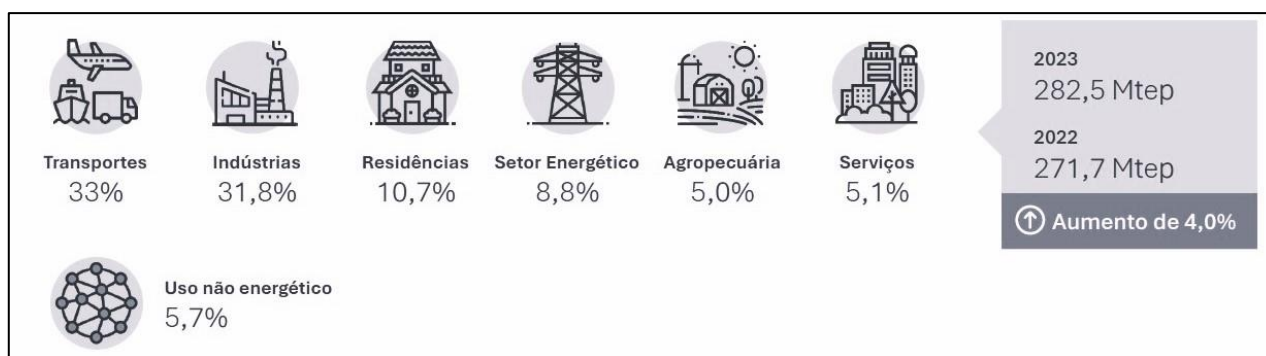 Transportes
33%
Indústrias
31,8%
Residências
10,7%
Setor Energético
8,8%
Agropecuária
5,0%
Serviços
5,1%
2023
282,5 Mtep
2022
271,7 Mtep
Aumento de 4,0%
Uso não energético
5,7%